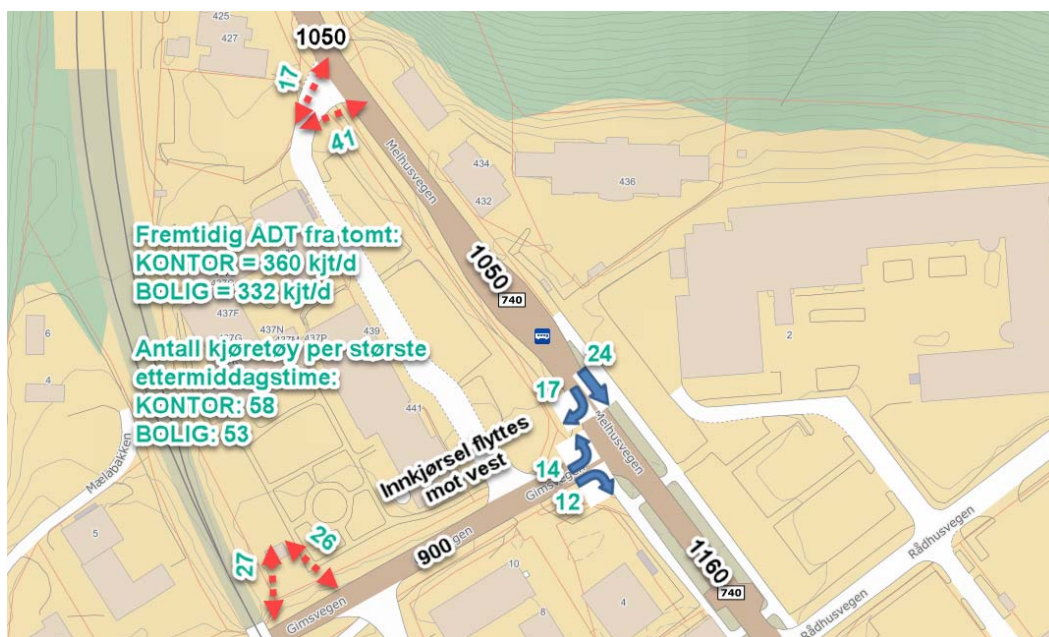 425
427
1050
17
41
Melhusvegen
434
432
436
Fremtidig ÅDT fra tomt:
KONTOR = 360 kjt/d
BOLIG = 332 kjt/d
1050
740
437F
437G
437N
437M
437P
439
6
4
2
Antall kjøretøy per største
ettermiddagstime:
KONTOR: 58
BOLIG: 53
24
17
441
Melhusvegen
Mælabakken
Innkjørsel flyttes
mot vest
14
Gimsvegen
12
5
26
27
900
Gimsvegen
10
8
4
1160
740
Rådhusvegen
Rådhusvegen